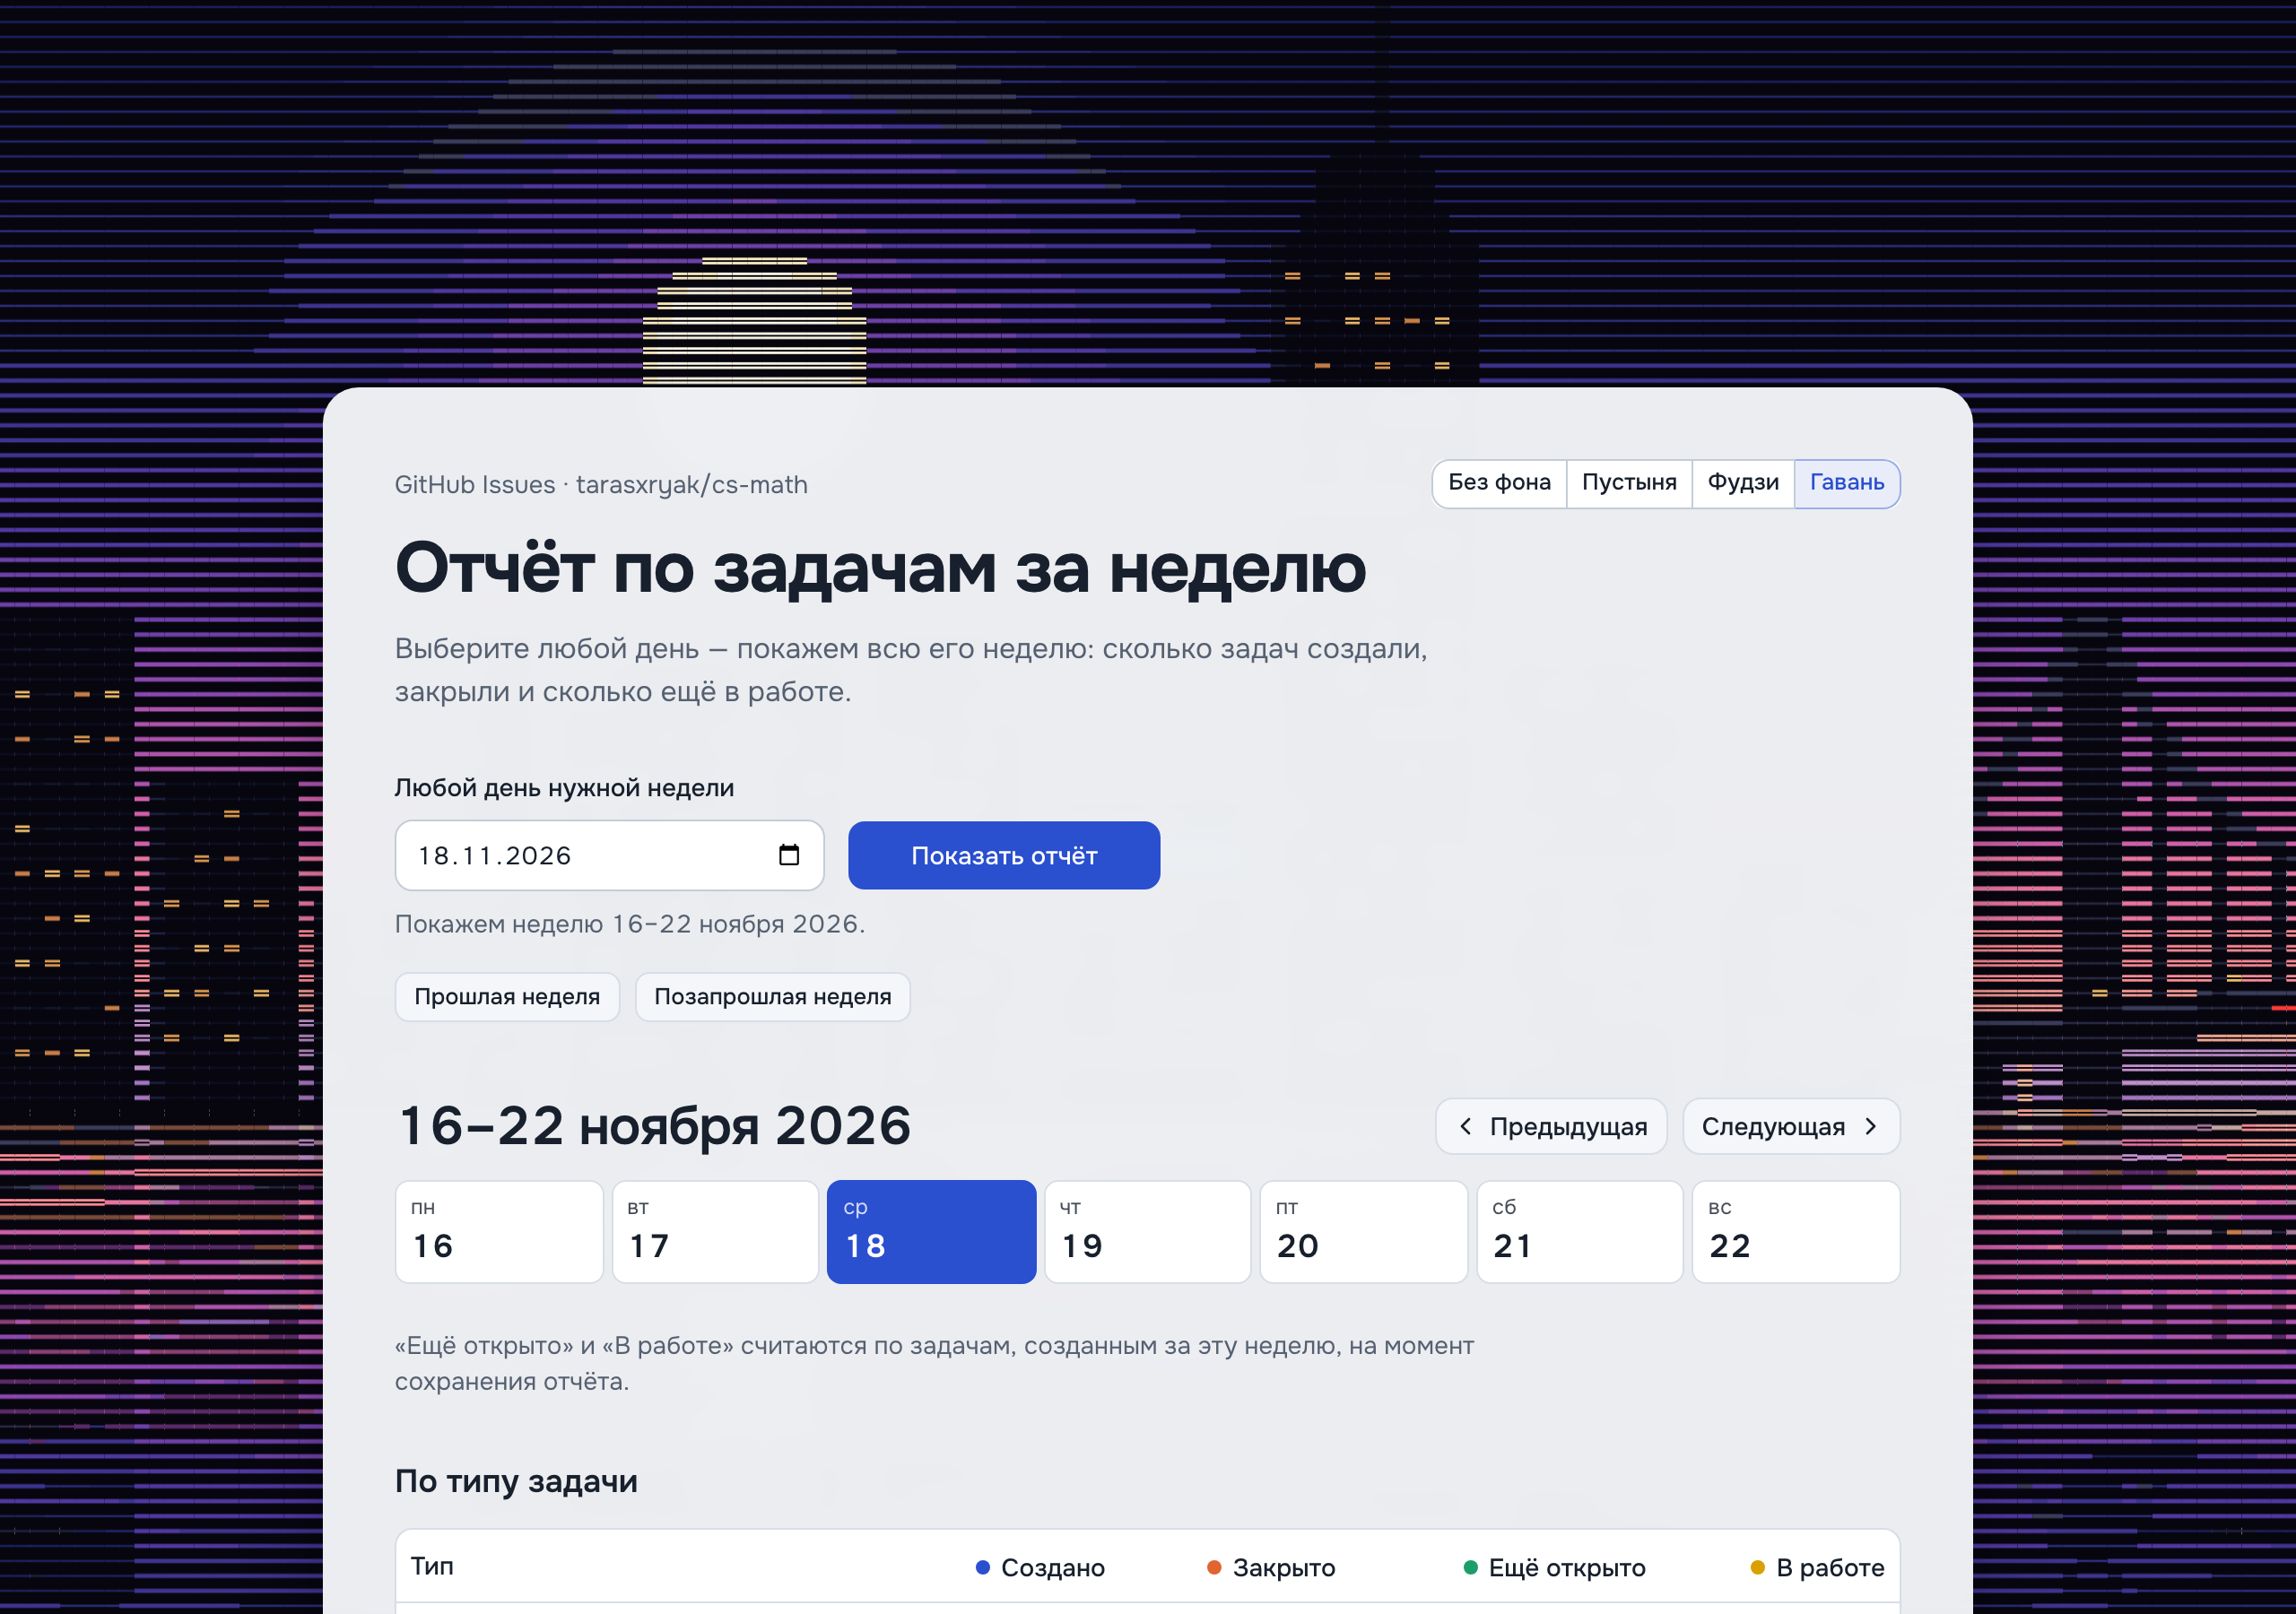 GitHub Issues · tarasxryak/cs-math
Без фона Пустыня Фудзи Гавань
Отчёт по задачам за неделю
Выберите любой день — покажем всю его неделю: сколько задач создали,
закрыли и сколько ещё в работе.
Любой день нужной недели
18.11.2026 Показать отчёт
Покажем неделю 16–22 ноября 2026.
Прошлая неделя Позапрошлая неделя
16–22 ноября 2026 Предыдущая Следующая
пн вт ср чт пт сб вс
16 17 18 19 20 21 22
«Ещё открыто» и «В работе» считаются по задачам, созданным за эту неделю, на момент
сохранения отчёта.
По типу задачи
Тип Создано Закрыто Ещё открыто В работе